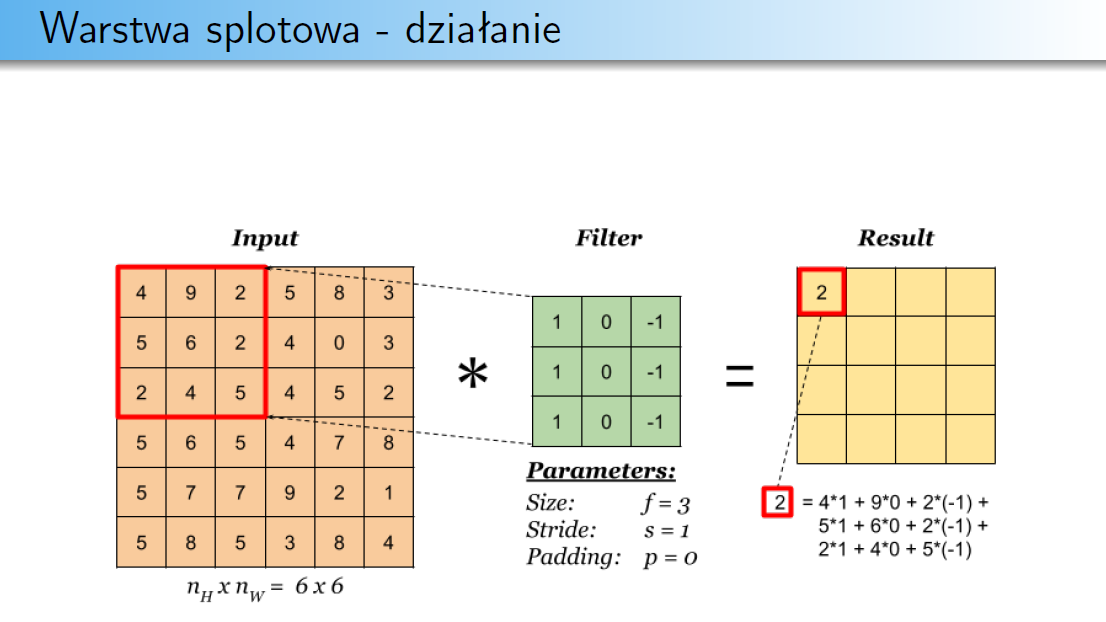 Warstwa splotowa - działanie
Input
Filter
Result
4 9 2 5 8 3
5 6 2 4 0 3
2 4 5 4 5 2
5 6 5 4 7 8
5 7 7 9 2 1
5 8 5 3 8 4
n_H x n_W = 6 x 6
*
1 0 -1
1 0 -1
1 0 -1
Parameters:
Size: f = 3
Stride: s = 1
Padding: p = 0
=
2
2 = 4*1 + 9*0 + 2*(-1) +
5*1 + 6*0 + 2*(-1) +
2*1 + 4*0 + 5*(-1)